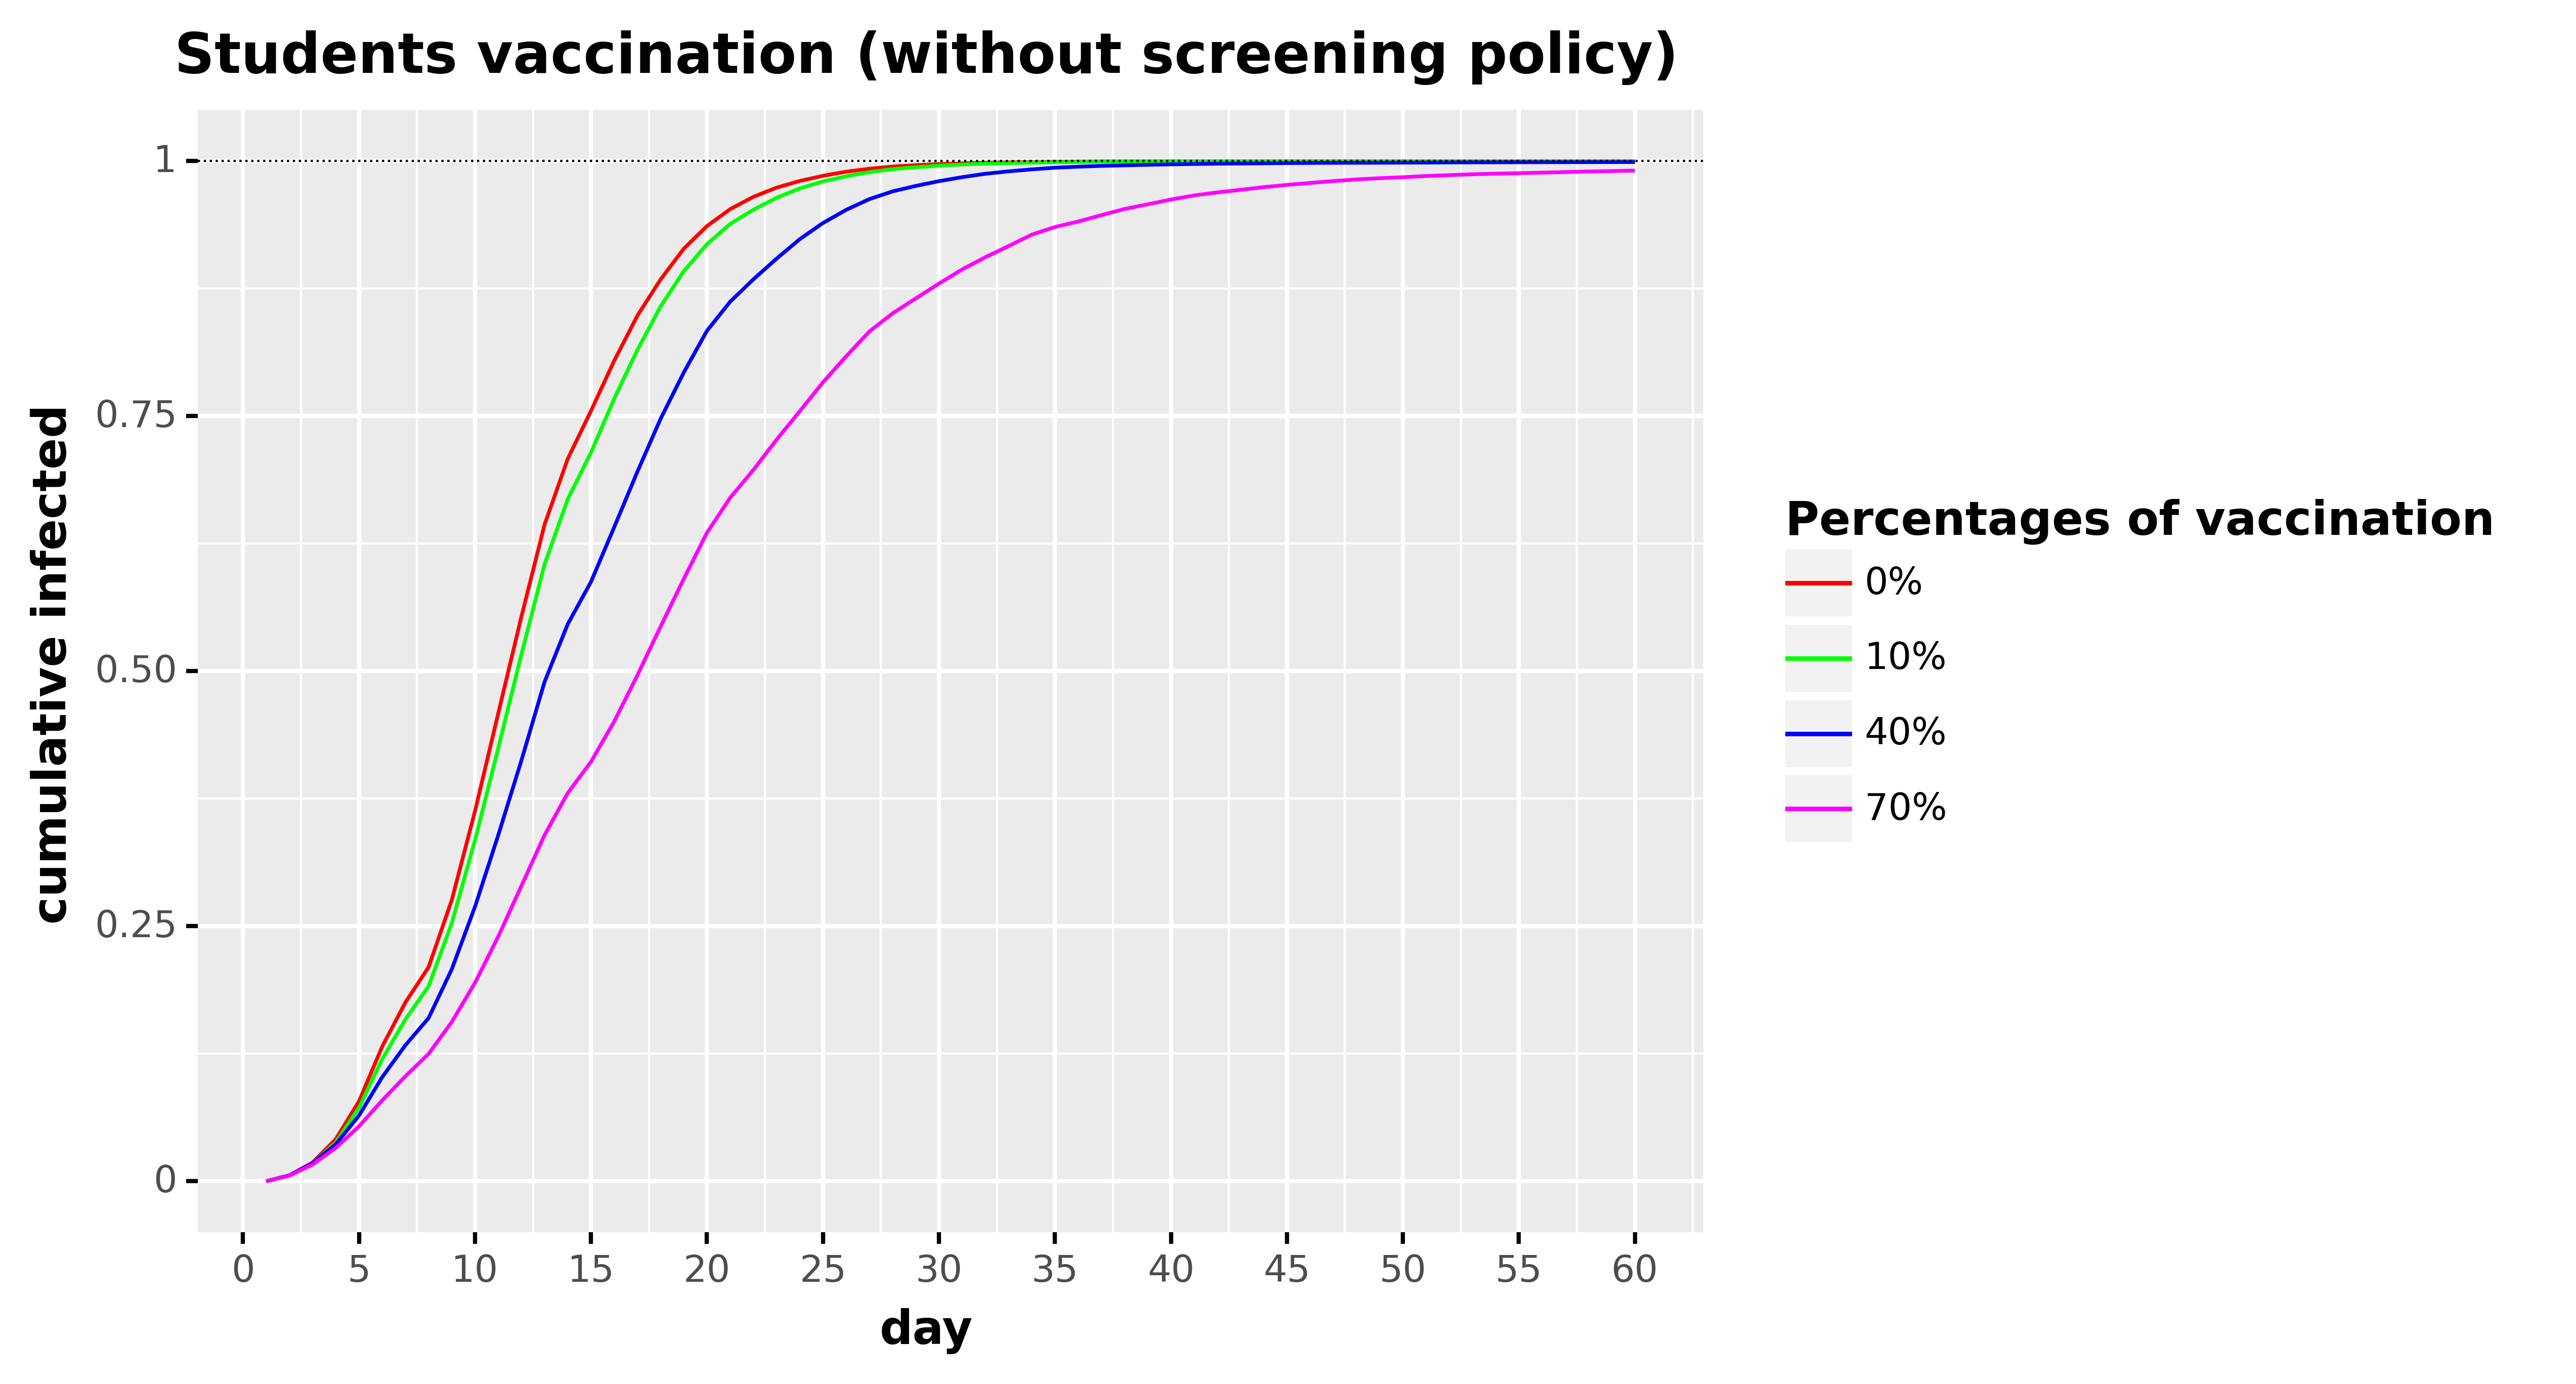 Students vaccination (without screening policy)
cumulative infected
1
0.75
0.50
0.25
0
0 5 10 15 20 25 30 35 40 45 50 55 60
day
Percentages of vaccination
0%
10%
40%
70%